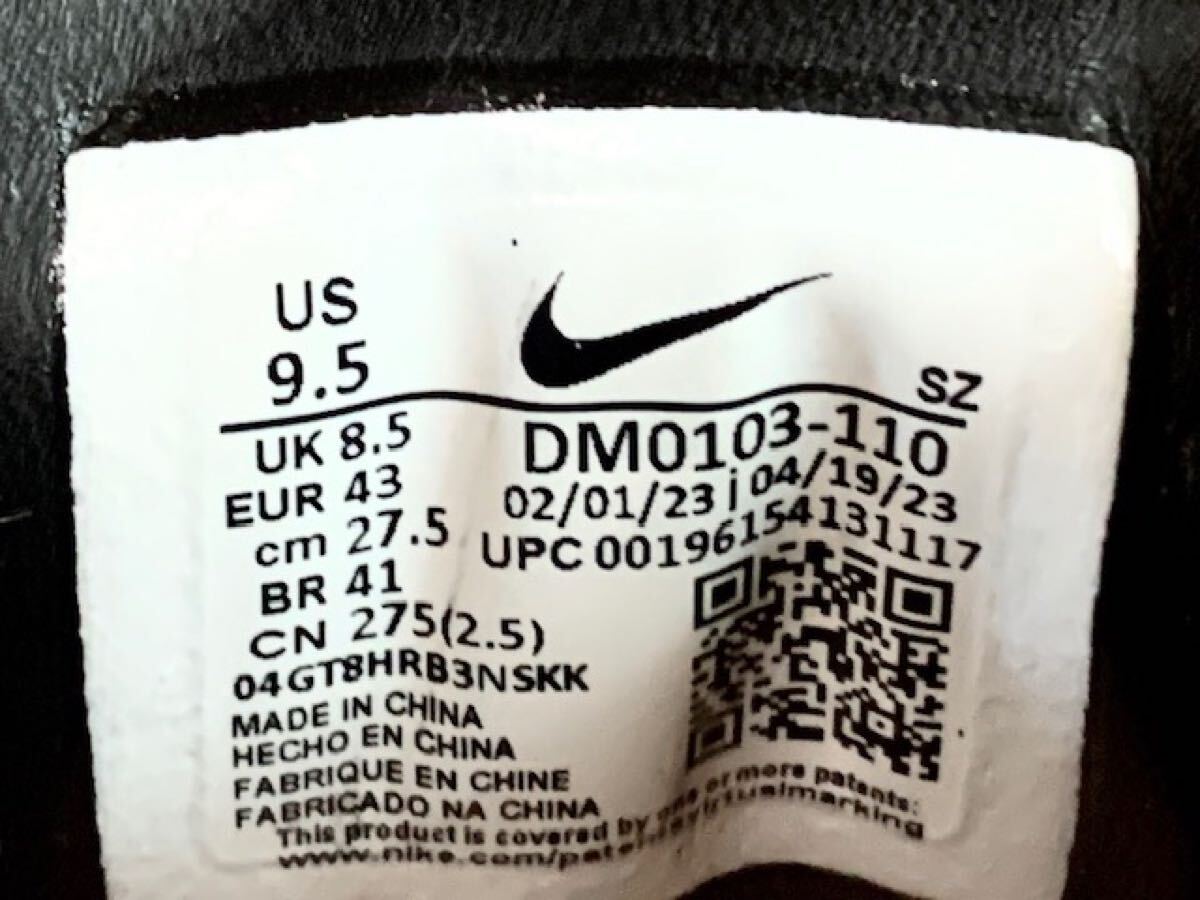 US
9.5
SZ
UK 8.5
EUR 43
cm 27.5
BR 41
CN 275(2.5)
DM0103-110
02/01/23 | 04/19/23
UPC 00196154131117
04GT8HRB3NSKK
MADE IN CHINA
HECHO EN CHINA
FABRIQUE EN CHINE
FABRICADO NA CHINA
This product is covered by one or more patents:
www.nike.com/